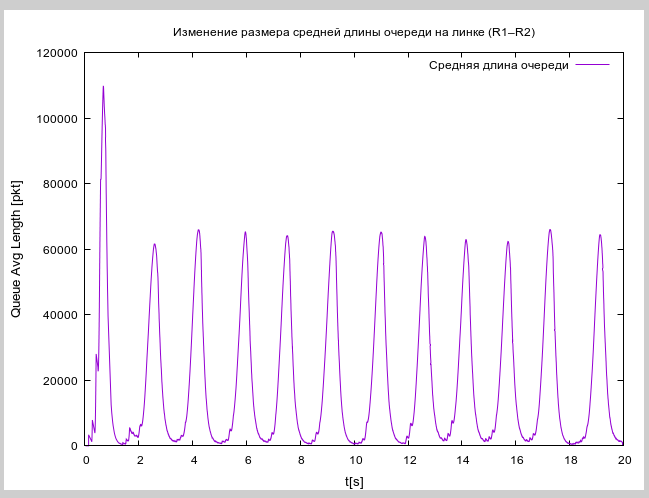 Изменение размера средней длины очереди на линке (R1–R2)
120000
Средняя длина очереди
100000
80000
60000
40000
20000
0
Queue Avg Length [pkt]
0 2 4 6 8 10 12 14 16 18 20
t[s]